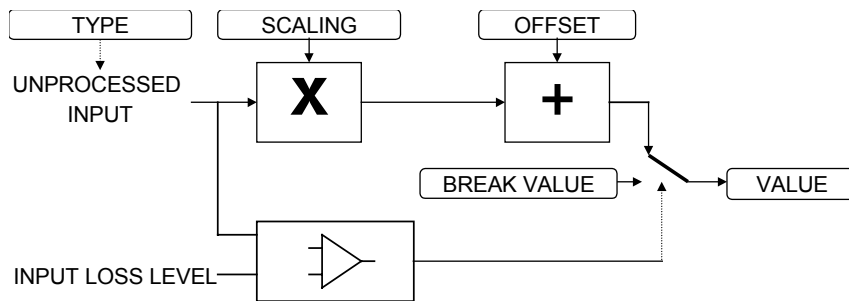 TYPE
SCALING
OFFSET
UNPROCESSED
INPUT
X
+
BREAK VALUE
VALUE
INPUT LOSS LEVEL